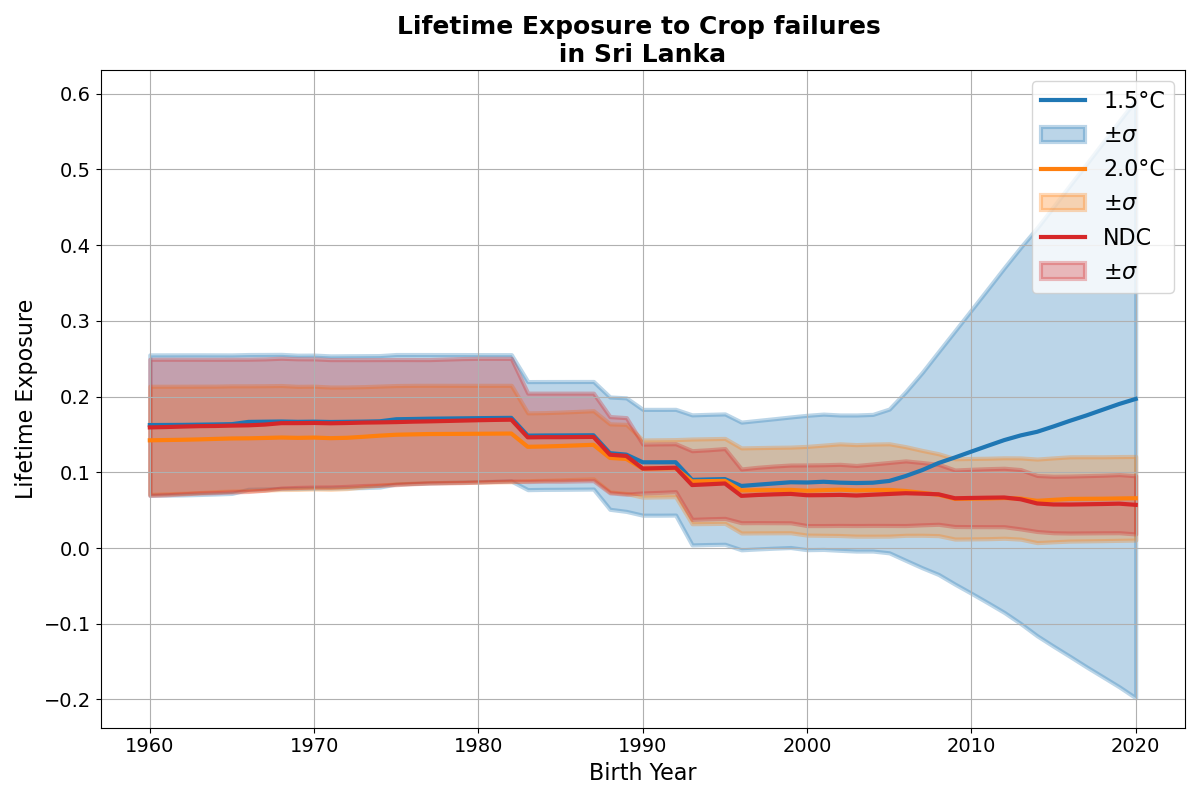 Lifetime Exposure to Crop failures
in Sri Lanka
0.6
0.5
0.4
0.3
0.2
0.1
0.0
−0.1
−0.2
Lifetime Exposure
1960
1970
1980
1990
2000
2010
2020
Birth Year
1.5°C
±σ
2.0°C
±σ
NDC
±σ